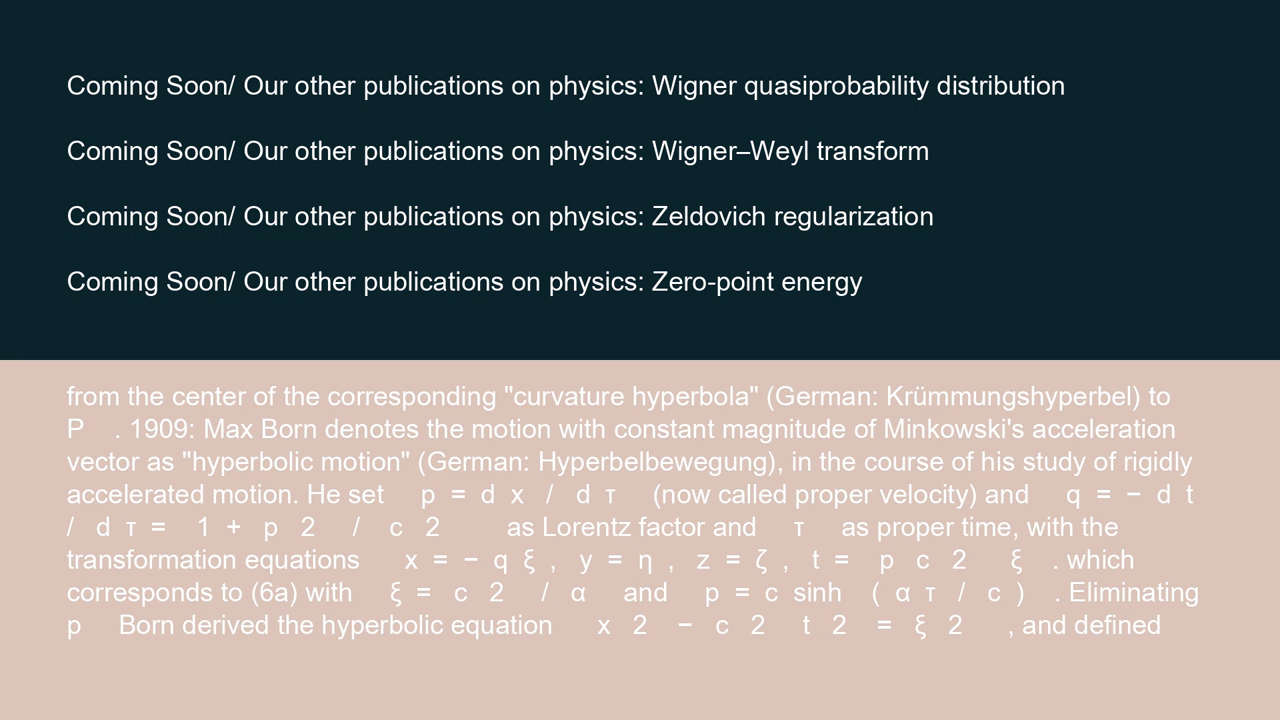 Coming Soon/ Our other publications on physics: Wigner quasiprobability distribution
Coming Soon/ Our other publications on physics: Wigner–Weyl transform
Coming Soon/ Our other publications on physics: Zeldovich regularization
Coming Soon/ Our other publications on physics: Zero-point energy
from the center of the corresponding "curvature hyperbola" (German: Krümmungshyperbel) to
P . 1909: Max Born denotes the motion with constant magnitude of Minkowski's acceleration
vector as "hyperbolic motion" (German: Hyperbelbewegung), in the course of his study of rigidly
accelerated motion. He set p = d x / d τ (now called proper velocity) and q = − d t
/ d τ = 1 + p 2 / c 2 as Lorentz factor and τ as proper time, with the
transformation equations x = − q ξ , y = η , z = ζ , t = p c 2 ξ . which
corresponds to (6a) with ξ = c 2 / α and p = c sinh ( α τ / c ) . Eliminating
p Born derived the hyperbolic equation x 2 − c 2 t 2 = ξ 2 , and defined